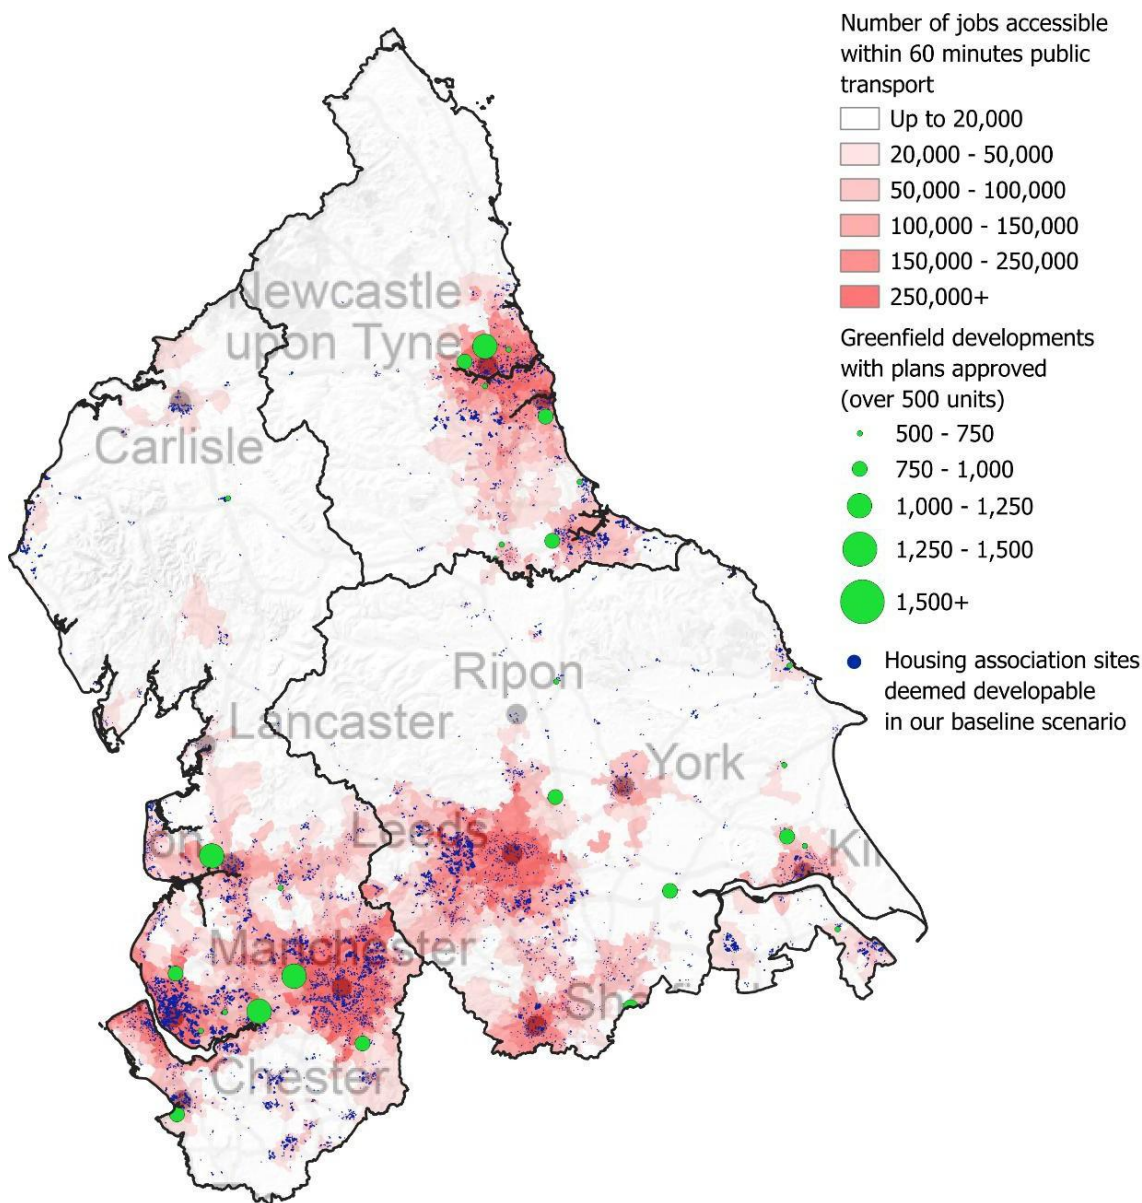 Number of jobs accessible
within 60 minutes public
transport
Up to 20,000
20,000 - 50,000
50,000 - 100,000
100,000 - 150,000
150,000 - 250,000
250,000+
Greenfield developments
with plans approved
(over 500 units)
500 - 750
750 - 1,000
1,000 - 1,250
1,250 - 1,500
1,500+
Housing association sites
deemed developable
in our baseline scenario
Newcastle
upon Tyne
Carlisle
Ripon
Lancaster
York
Leeds
on
Manchester
Chester